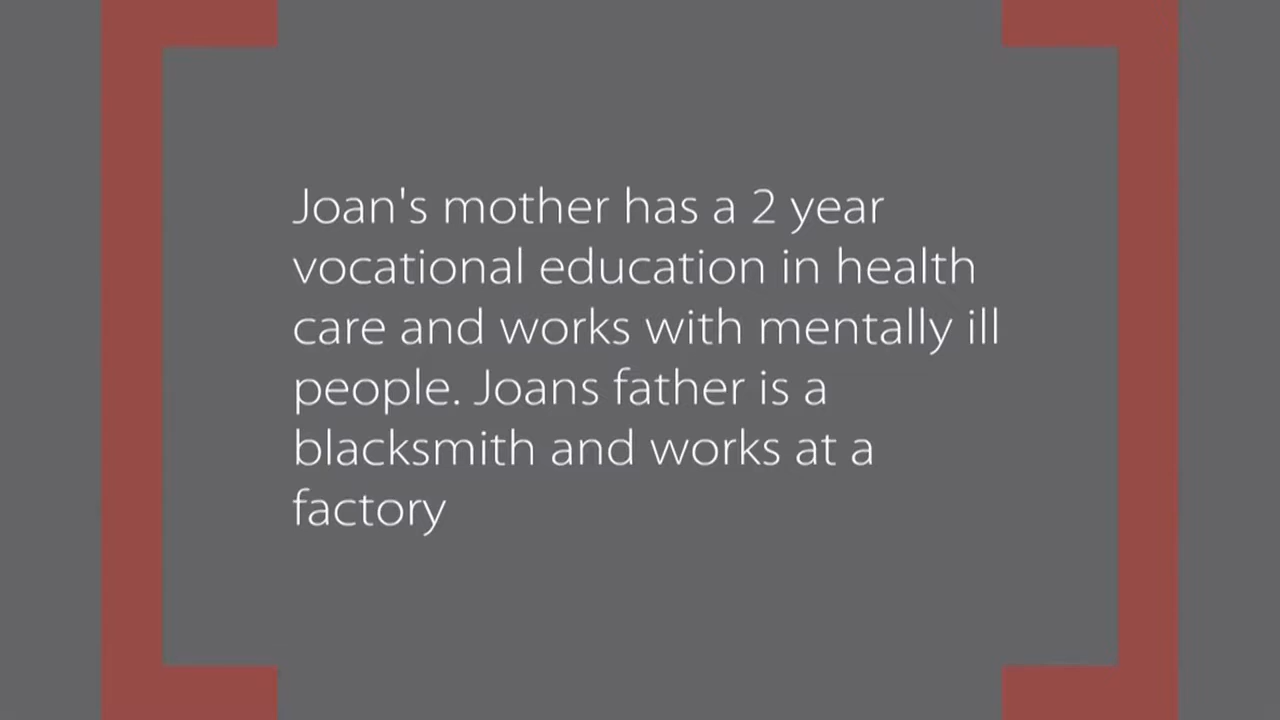 Joan's mother has a 2 year
vocational education in health
care and works with mentally ill
people. Joans father is a
blacksmith and works at a
factory